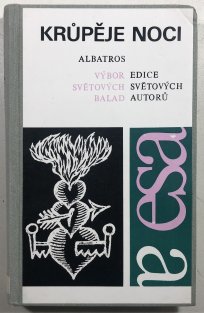 KRŮPĚJE NOCI
ALBATROS
VÝBOR EDICE
SVĚTOVÝCH SVĚTOVÝCH
BALAD AUTORŮ
esa
a